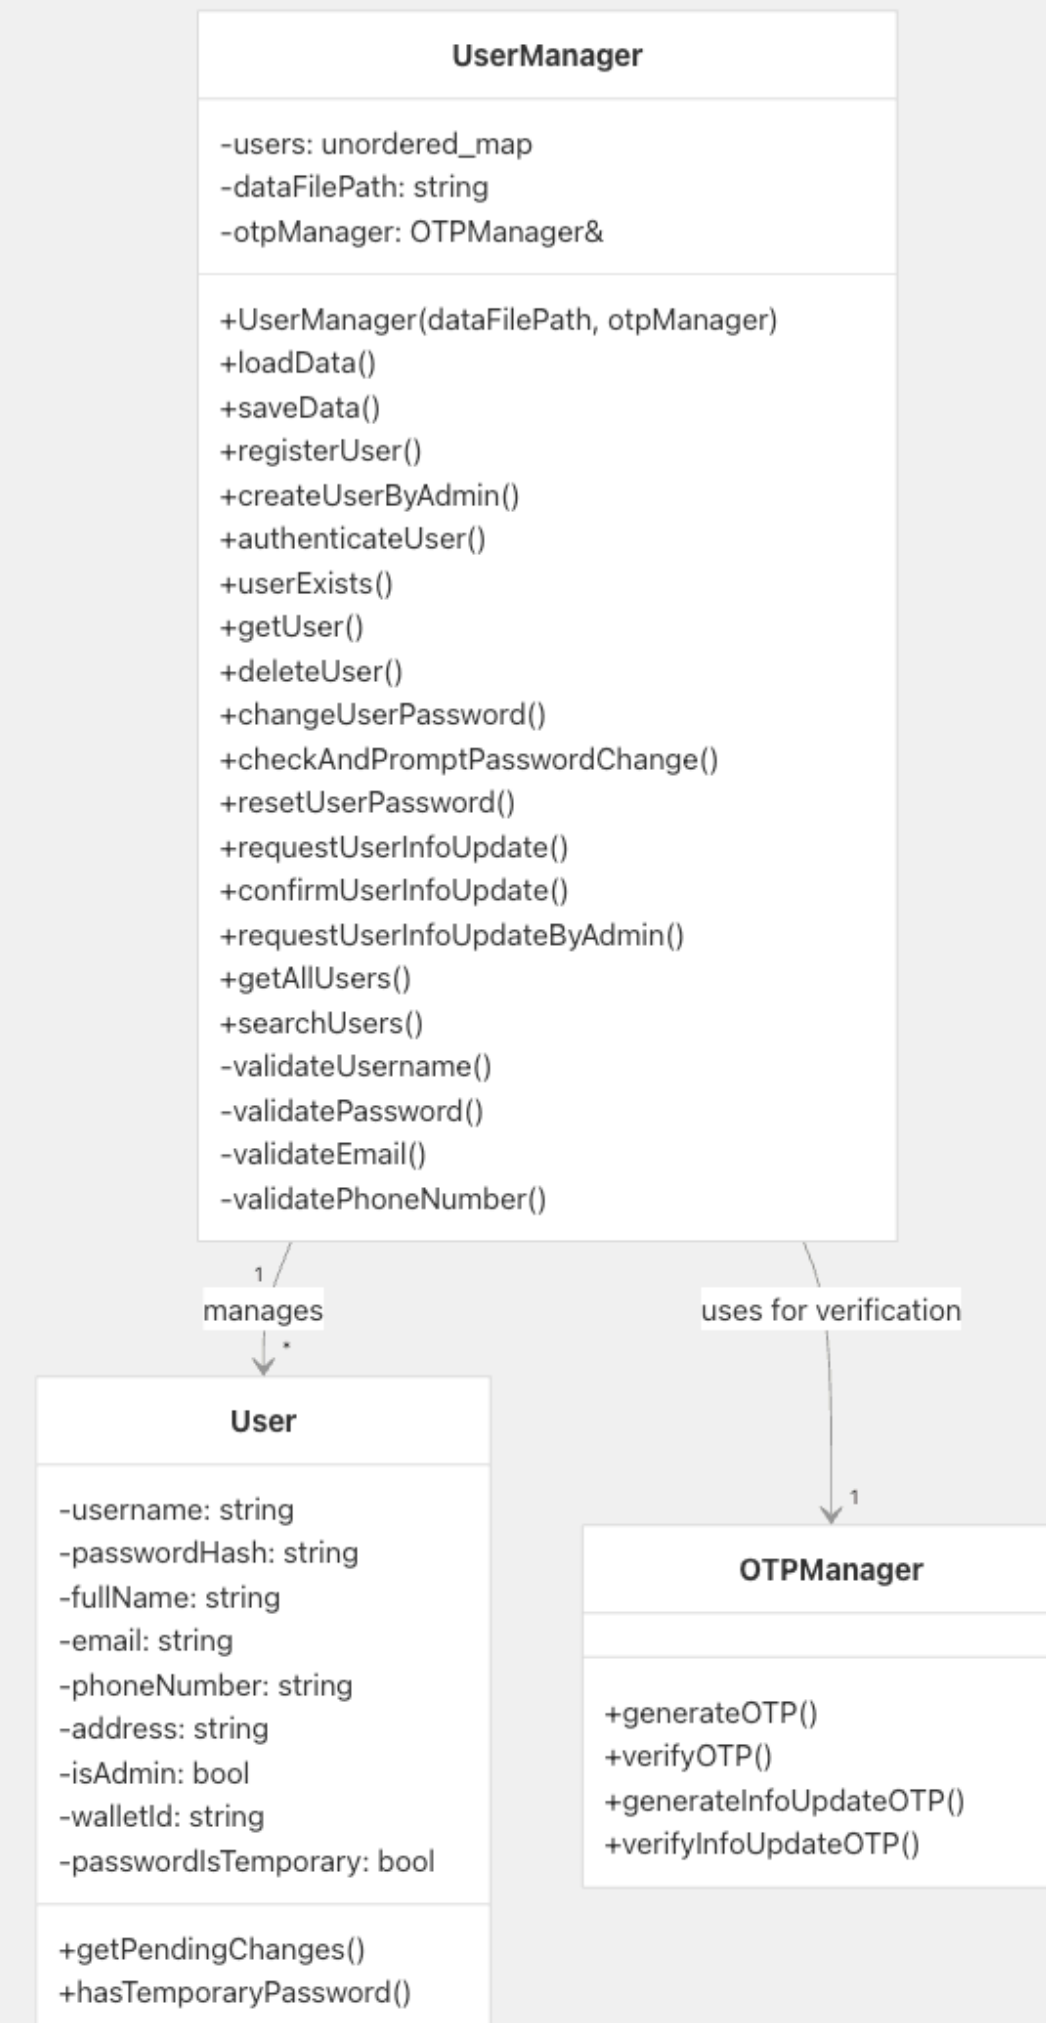 UserManager
-users: unordered_map
-dataFilePath: string
-otpManager: OTPManager&
+UserManager(dataFilePath, otpManager)
+loadData()
+saveData()
+registerUser()
+createUserByAdmin()
+authenticateUser()
+userExists()
+getUser()
+deleteUser()
+changeUserPassword()
+checkAndPromptPasswordChange()
+resetUserPassword()
+requestUserInfoUpdate()
+confirmUserInfoUpdate()
+requestUserInfoUpdateByAdmin()
+getAllUsers()
+searchUsers()
-validateUsername()
-validatePassword()
-validateEmail()
-validatePhoneNumber()
1
manages
*
uses for verification
1
User
-username: string
-passwordHash: string
-fullName: string
-email: string
-phoneNumber: string
-address: string
-isAdmin: bool
-walletId: string
-passwordIsTemporary: bool
+getPendingChanges()
+hasTemporaryPassword()
OTPManager
+generateOTP()
+verifyOTP()
+generateInfoUpdateOTP()
+verifyInfoUpdateOTP()